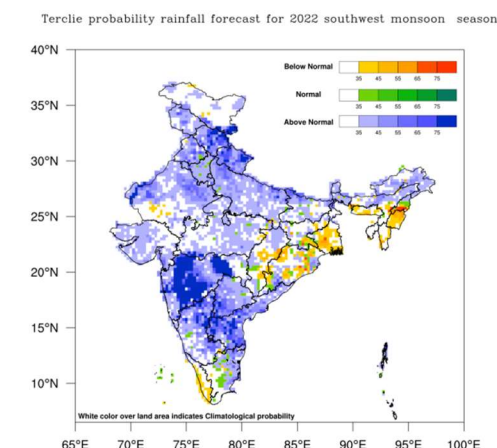 Terclie probability rainfall forecast for 2022 southwest monsoon season
40°N
Below Normal
35 45 55 65 75
Normal
35 45 55 65 75
Above Normal
35 45 55 65 75
35°N
30°N
25°N
20°N
15°N
10°N
White color over land area indicates Climatological probability
65°E 70°E 75°E 80°E 85°E 90°E 95°E 100°E